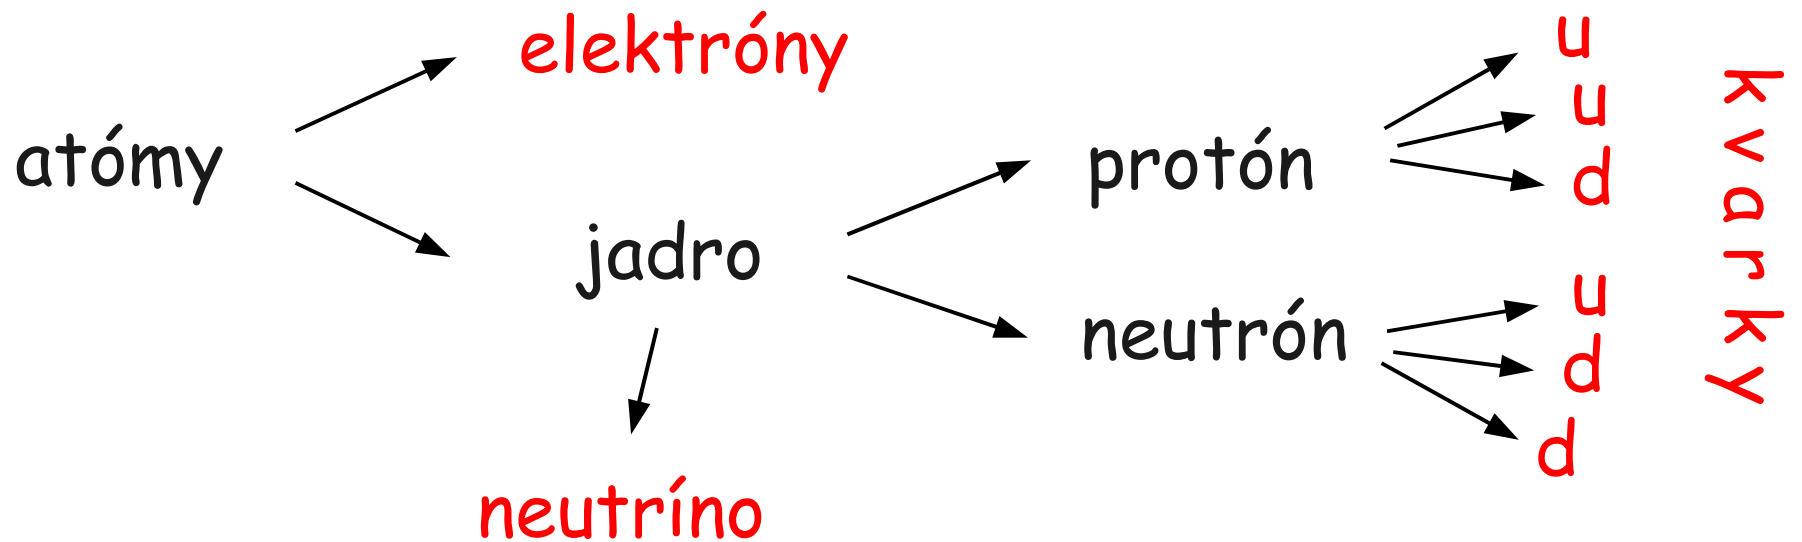 elektróny
atómy
jadro
neutríno
protón
neutrón
u
u
d
u
d
d
kvarky